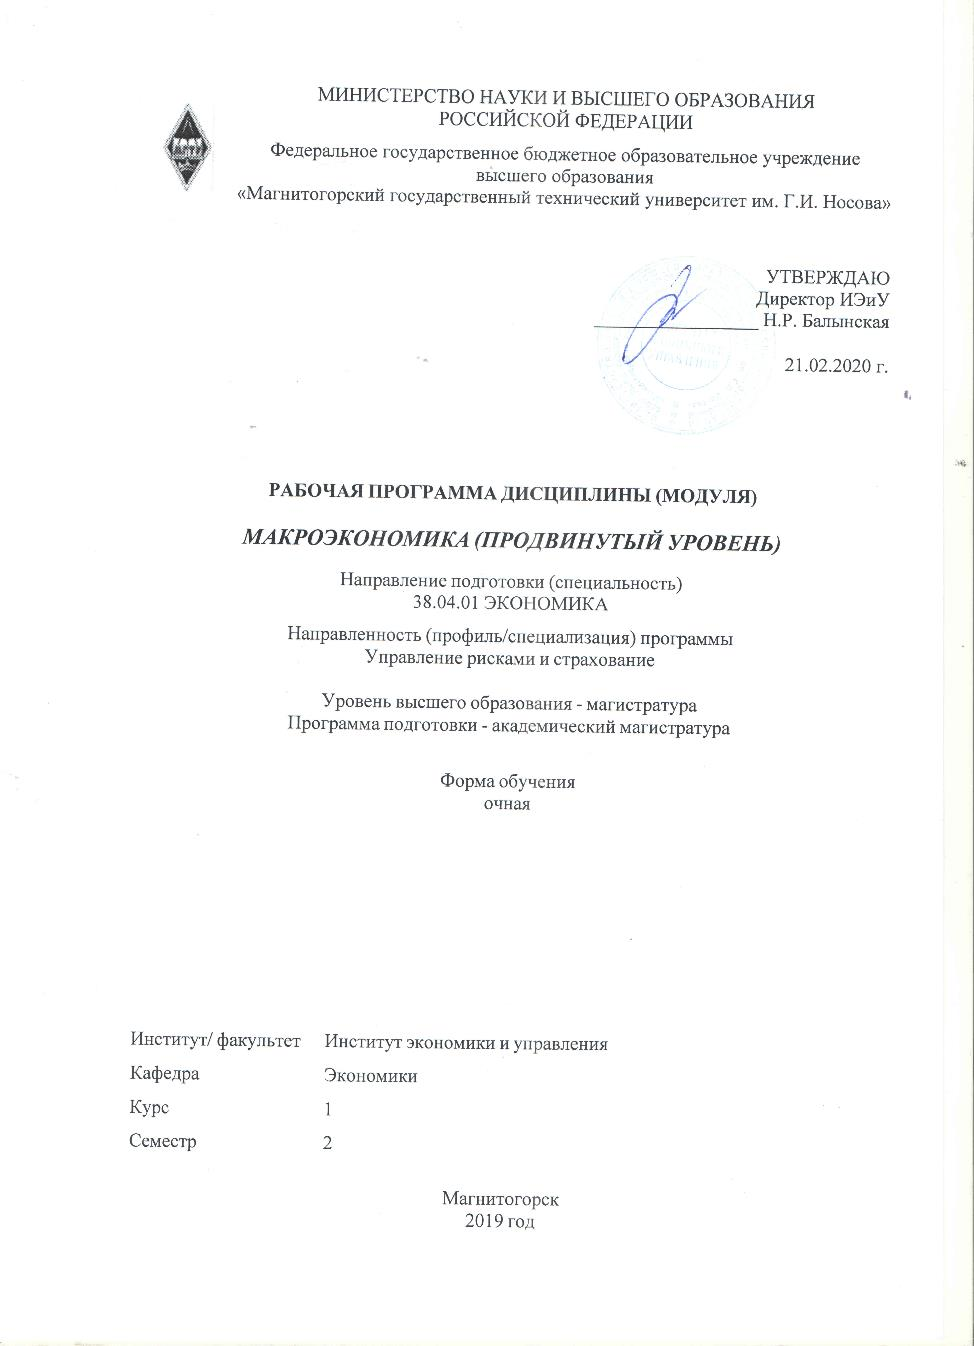 МИНИСТЕРСТВО НАУКИ И ВЫСШЕГО ОБРАЗОВАНИЯ
РОССИЙСКОЙ ФЕДЕРАЦИИ
Федеральное государственное бюджетное образовательное учреждение
высшего образования
«Магнитогорский государственный технический университет им. Г.И. Носова»
УТВЕРЖДАЮ
Директор ИЭиУ
Н.Р. Балынская
21.02.2020 г.
РАБОЧАЯ ПРОГРАММА ДИСЦИПЛИНЫ (МОДУЛЯ)
МАКРОЭКОНОМИКА (ПРОДВИНУТЫЙ УРОВЕНЬ)
Направление подготовки (специальность)
38.04.01 ЭКОНОМИКА
Направленность (профиль/специализация) программы
Управление рисками и страхование
Уровень высшего образования - магистратура
Программа подготовки - академический магистратура
Форма обучения
очная
Институт/ факультет Институт экономики и управления
Кафедра Экономики
Курс 1
Семестр 2
Магнитогорск
2019 год